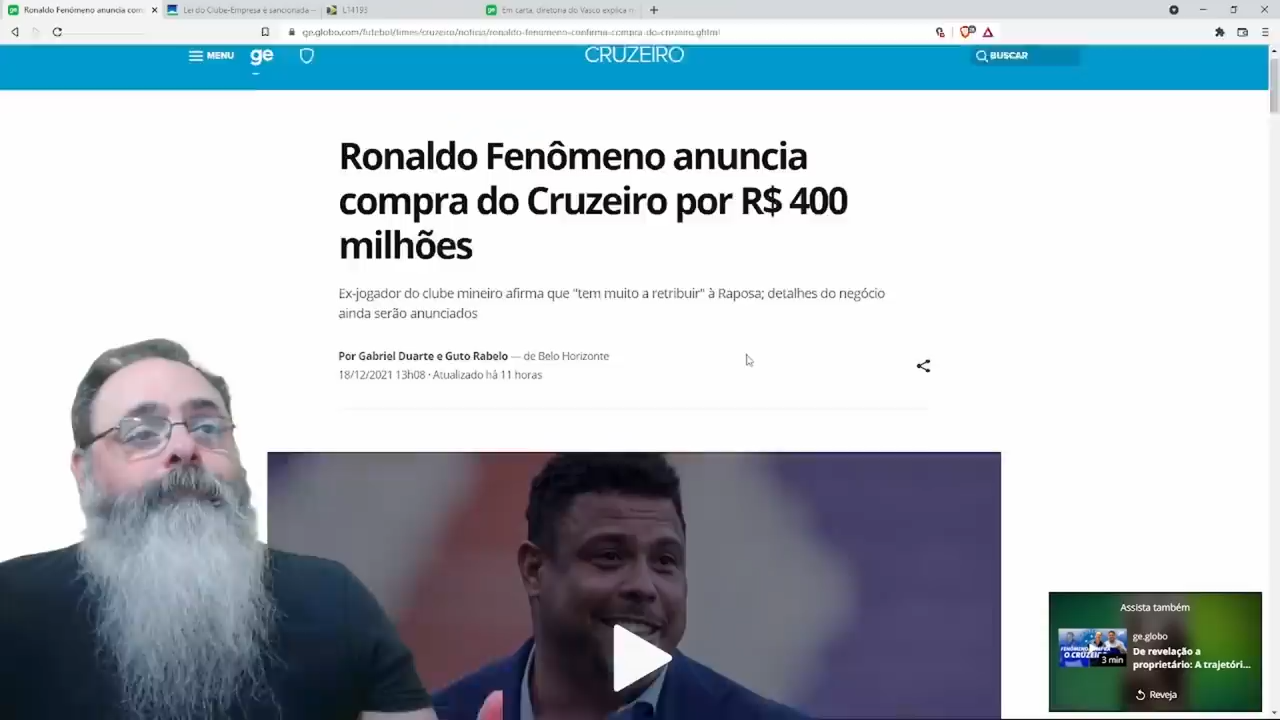 Ronaldo Fenômeno anuncia com
Lei do Clube-Empresa é sancionada —
L14193
Em carta, diretoria do Vasco explica n
ge.globo.com/futebol/times/cruzeiro/noticia/ronaldo-fenomeno-confirma-compra-do-cruzeiro.ghtml
MENU
ge
CRUZEIRO
BUSCAR
Ronaldo Fenômeno anuncia
compra do Cruzeiro por R$ 400
milhões
Ex-jogador do clube mineiro afirma que "tem muito a retribuir" à Raposa; detalhes do negócio
ainda serão anunciados
Por Gabriel Duarte e Guto Rabelo — de Belo Horizonte
18/12/2021 13h08 · Atualizado há 11 horas
Assista também
ge.globo
De revelação a
proprietário: A trajetóri...
O CRUZEIRO
3 min
Reveja